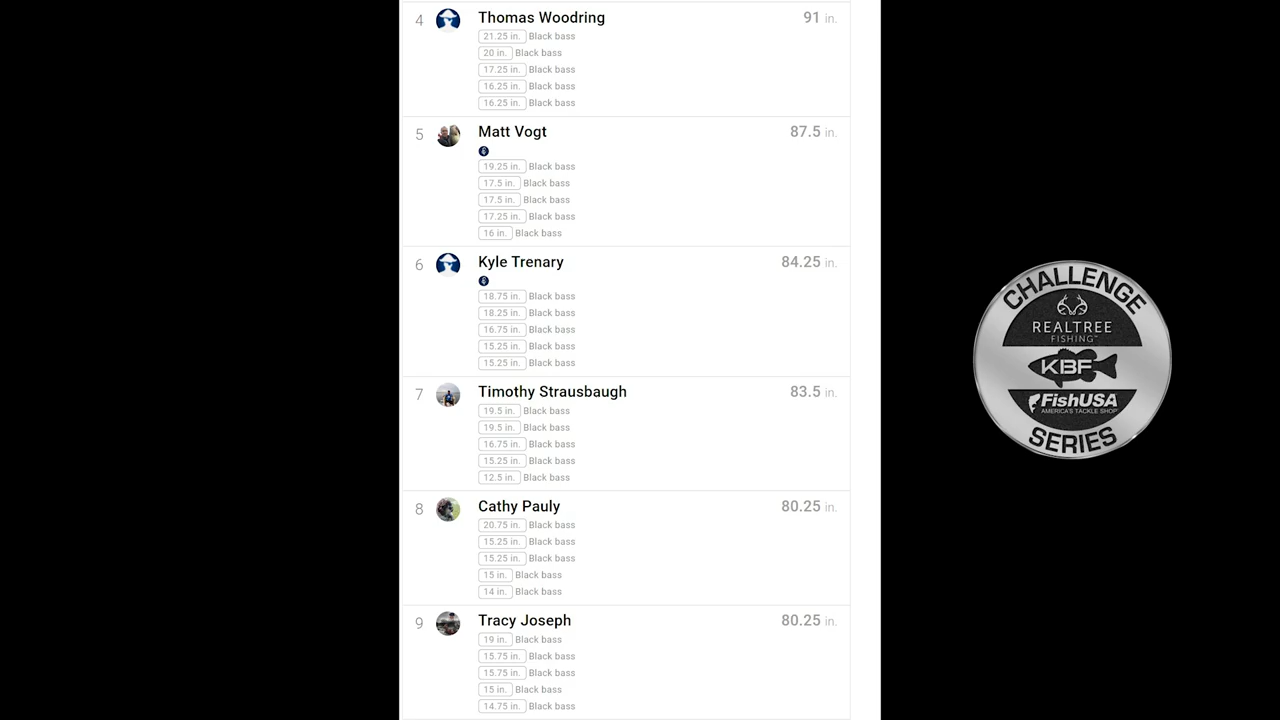 4 Thomas Woodring 91 in.
21.25 in. Black bass
20 in. Black bass
17.25 in. Black bass
16.25 in. Black bass
16.25 in. Black bass
5 Matt Vogt 87.5 in.
19.25 in. Black bass
17.5 in. Black bass
17.5 in. Black bass
17.25 in. Black bass
16 in. Black bass
6 Kyle Trenary 84.25 in.
18.75 in. Black bass
18.25 in. Black bass
16.75 in. Black bass
15.25 in. Black bass
15.25 in. Black bass
7 Timothy Strausbaugh 83.5 in.
19.5 in. Black bass
19.5 in. Black bass
16.75 in. Black bass
15.25 in. Black bass
12.5 in. Black bass
8 Cathy Pauly 80.25 in.
20.75 in. Black bass
15.25 in. Black bass
15.25 in. Black bass
15 in. Black bass
14 in. Black bass
9 Tracy Joseph 80.25 in.
19 in. Black bass
15.75 in. Black bass
15.75 in. Black bass
15 in. Black bass
14.75 in. Black bass
CHALLENGE
REALTREE
FISHING™
KBF
FishUSA
AMERICA'S TACKLE SHOP
SERIES